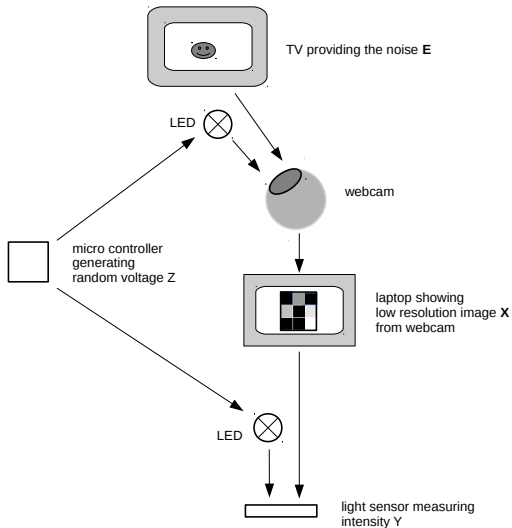 TV providing the noise E
LED
webcam
micro controller
generating
random voltage Z
laptop showing
low resolution image X
from webcam
LED
light sensor measuring
intensity Y